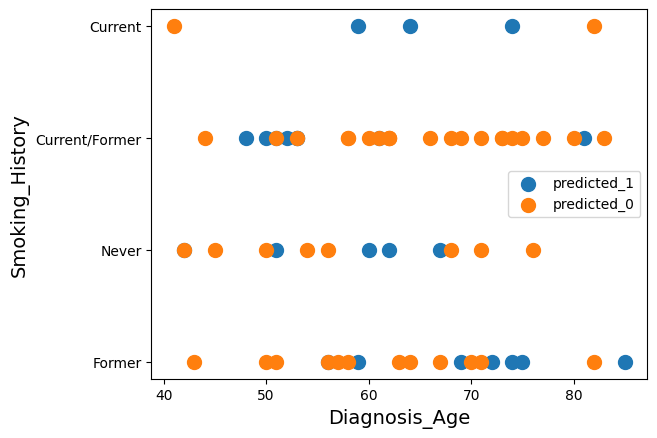 Current
Current/Former
Never
Former
Smoking_History
predicted_1
predicted_0
40 50 60 70 80
Diagnosis_Age